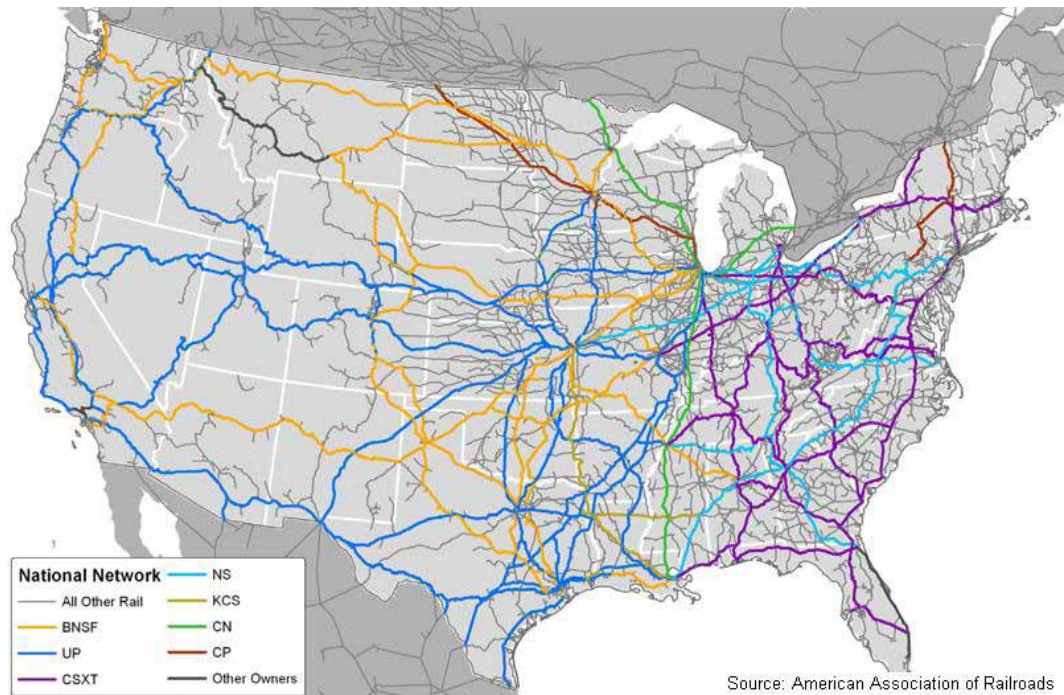 National Network
All Other Rail
BNSF
UP
CSXT
NS
KCS
CN
CP
Other Owners
Source: American Association of Railroads